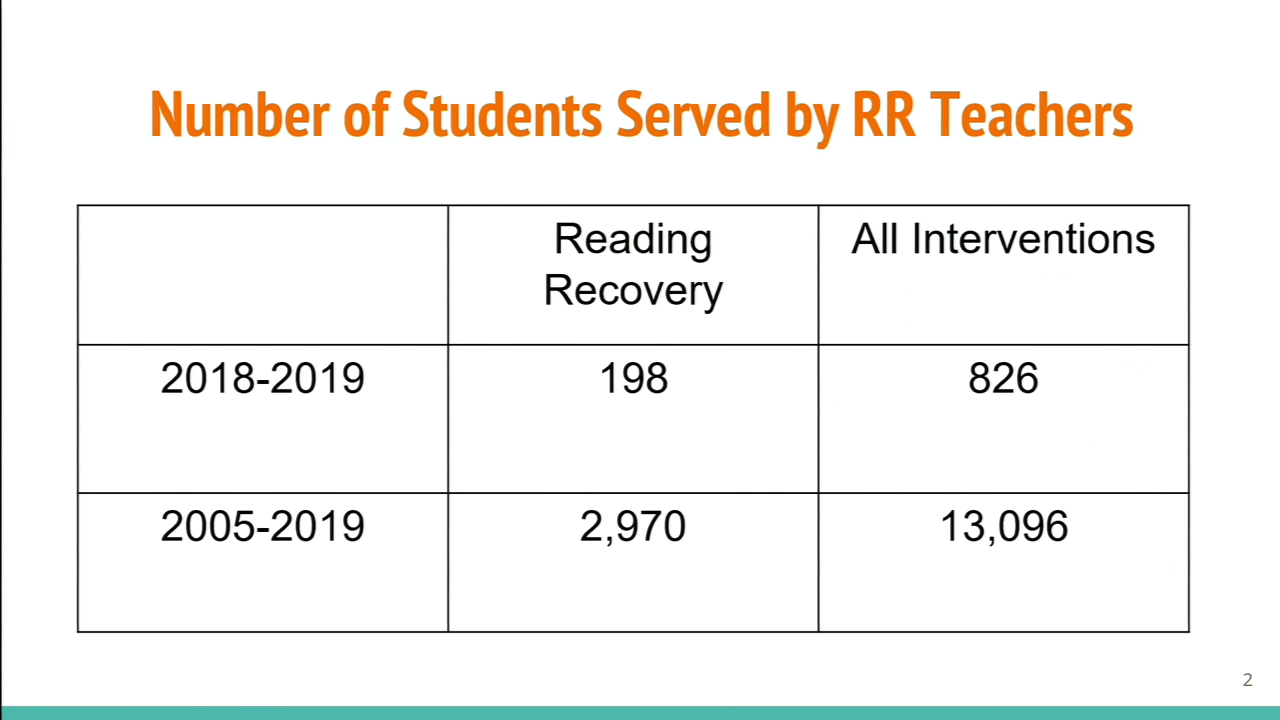 Number of Students Served by RR Teachers
Reading
Recovery
All Interventions
2018-2019
198
826
2005-2019
2,970
13,096
2